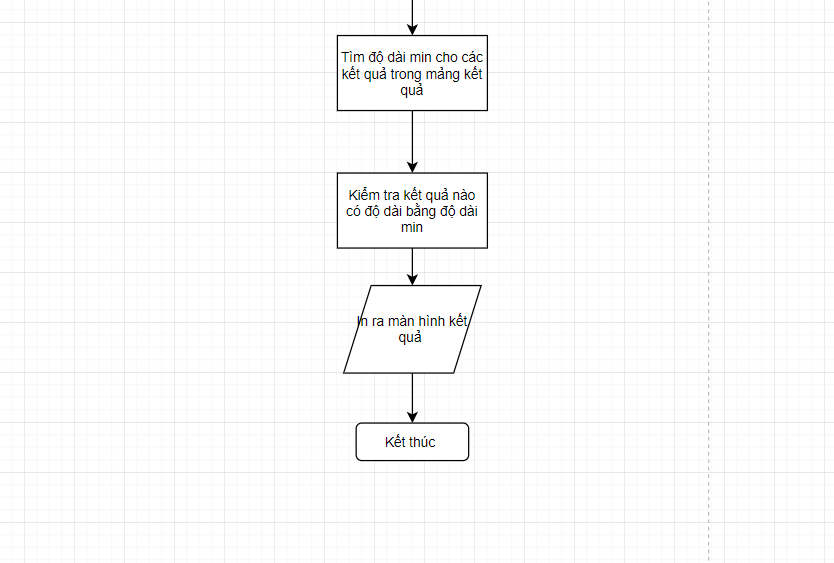 Tìm độ dài min cho các
kết quả trong mảng kết
quả
Kiểm tra kết quả nào
có độ dài bằng độ dài
min
In ra màn hình kết
quả
Kết thúc